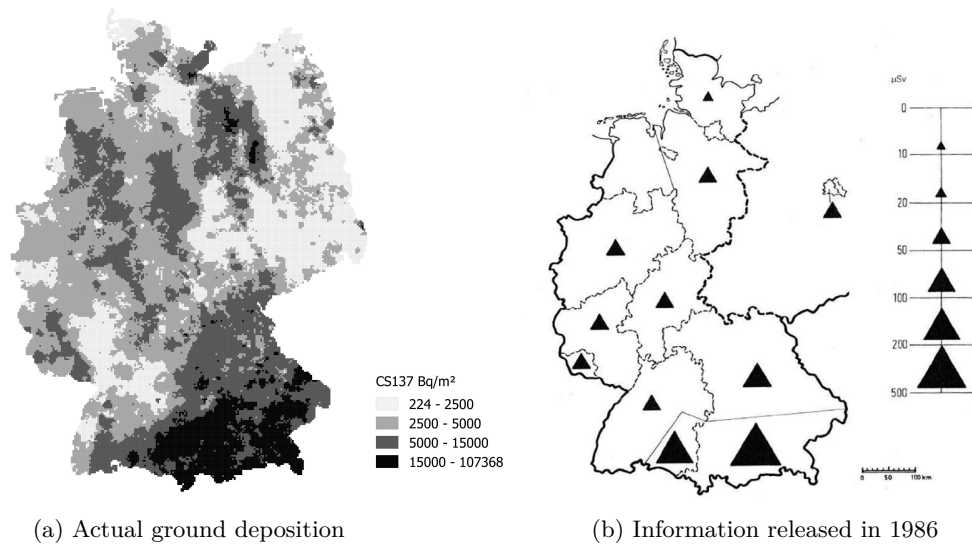 CS137 Bq/m²
224 - 2500
2500 - 5000
5000 - 15000
15000 - 107368
(a) Actual ground deposition
µSv
0
10
20
50
100
200
500
0 50 100 km
(b) Information released in 1986